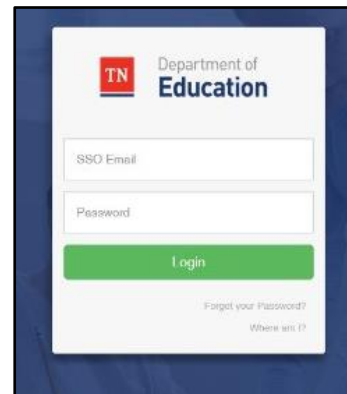 TN
Department of
Education
SSO Email
Password
Login
Forgot your Password?
Where am I?